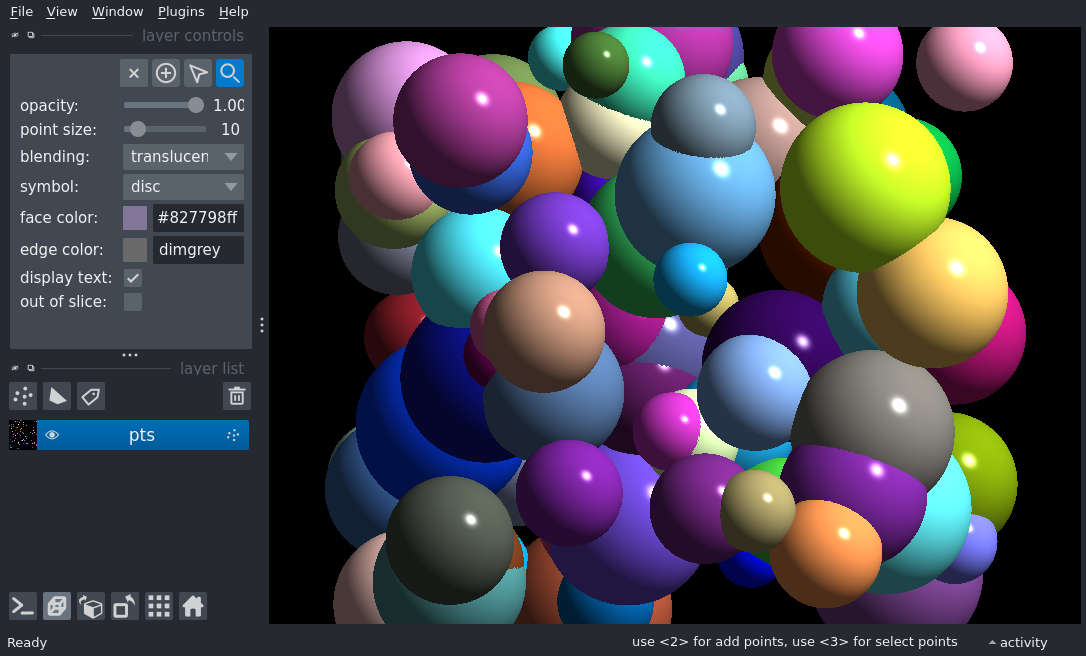 File View Window Plugins Help
layer controls
opacity: 1.00
point size: 10
blending: translucen
symbol: disc
face color: #827798ff
edge color: dimgrey
display text:
out of slice:
layer list
pts
Ready
use <2> for add points, use <3> for select points
activity